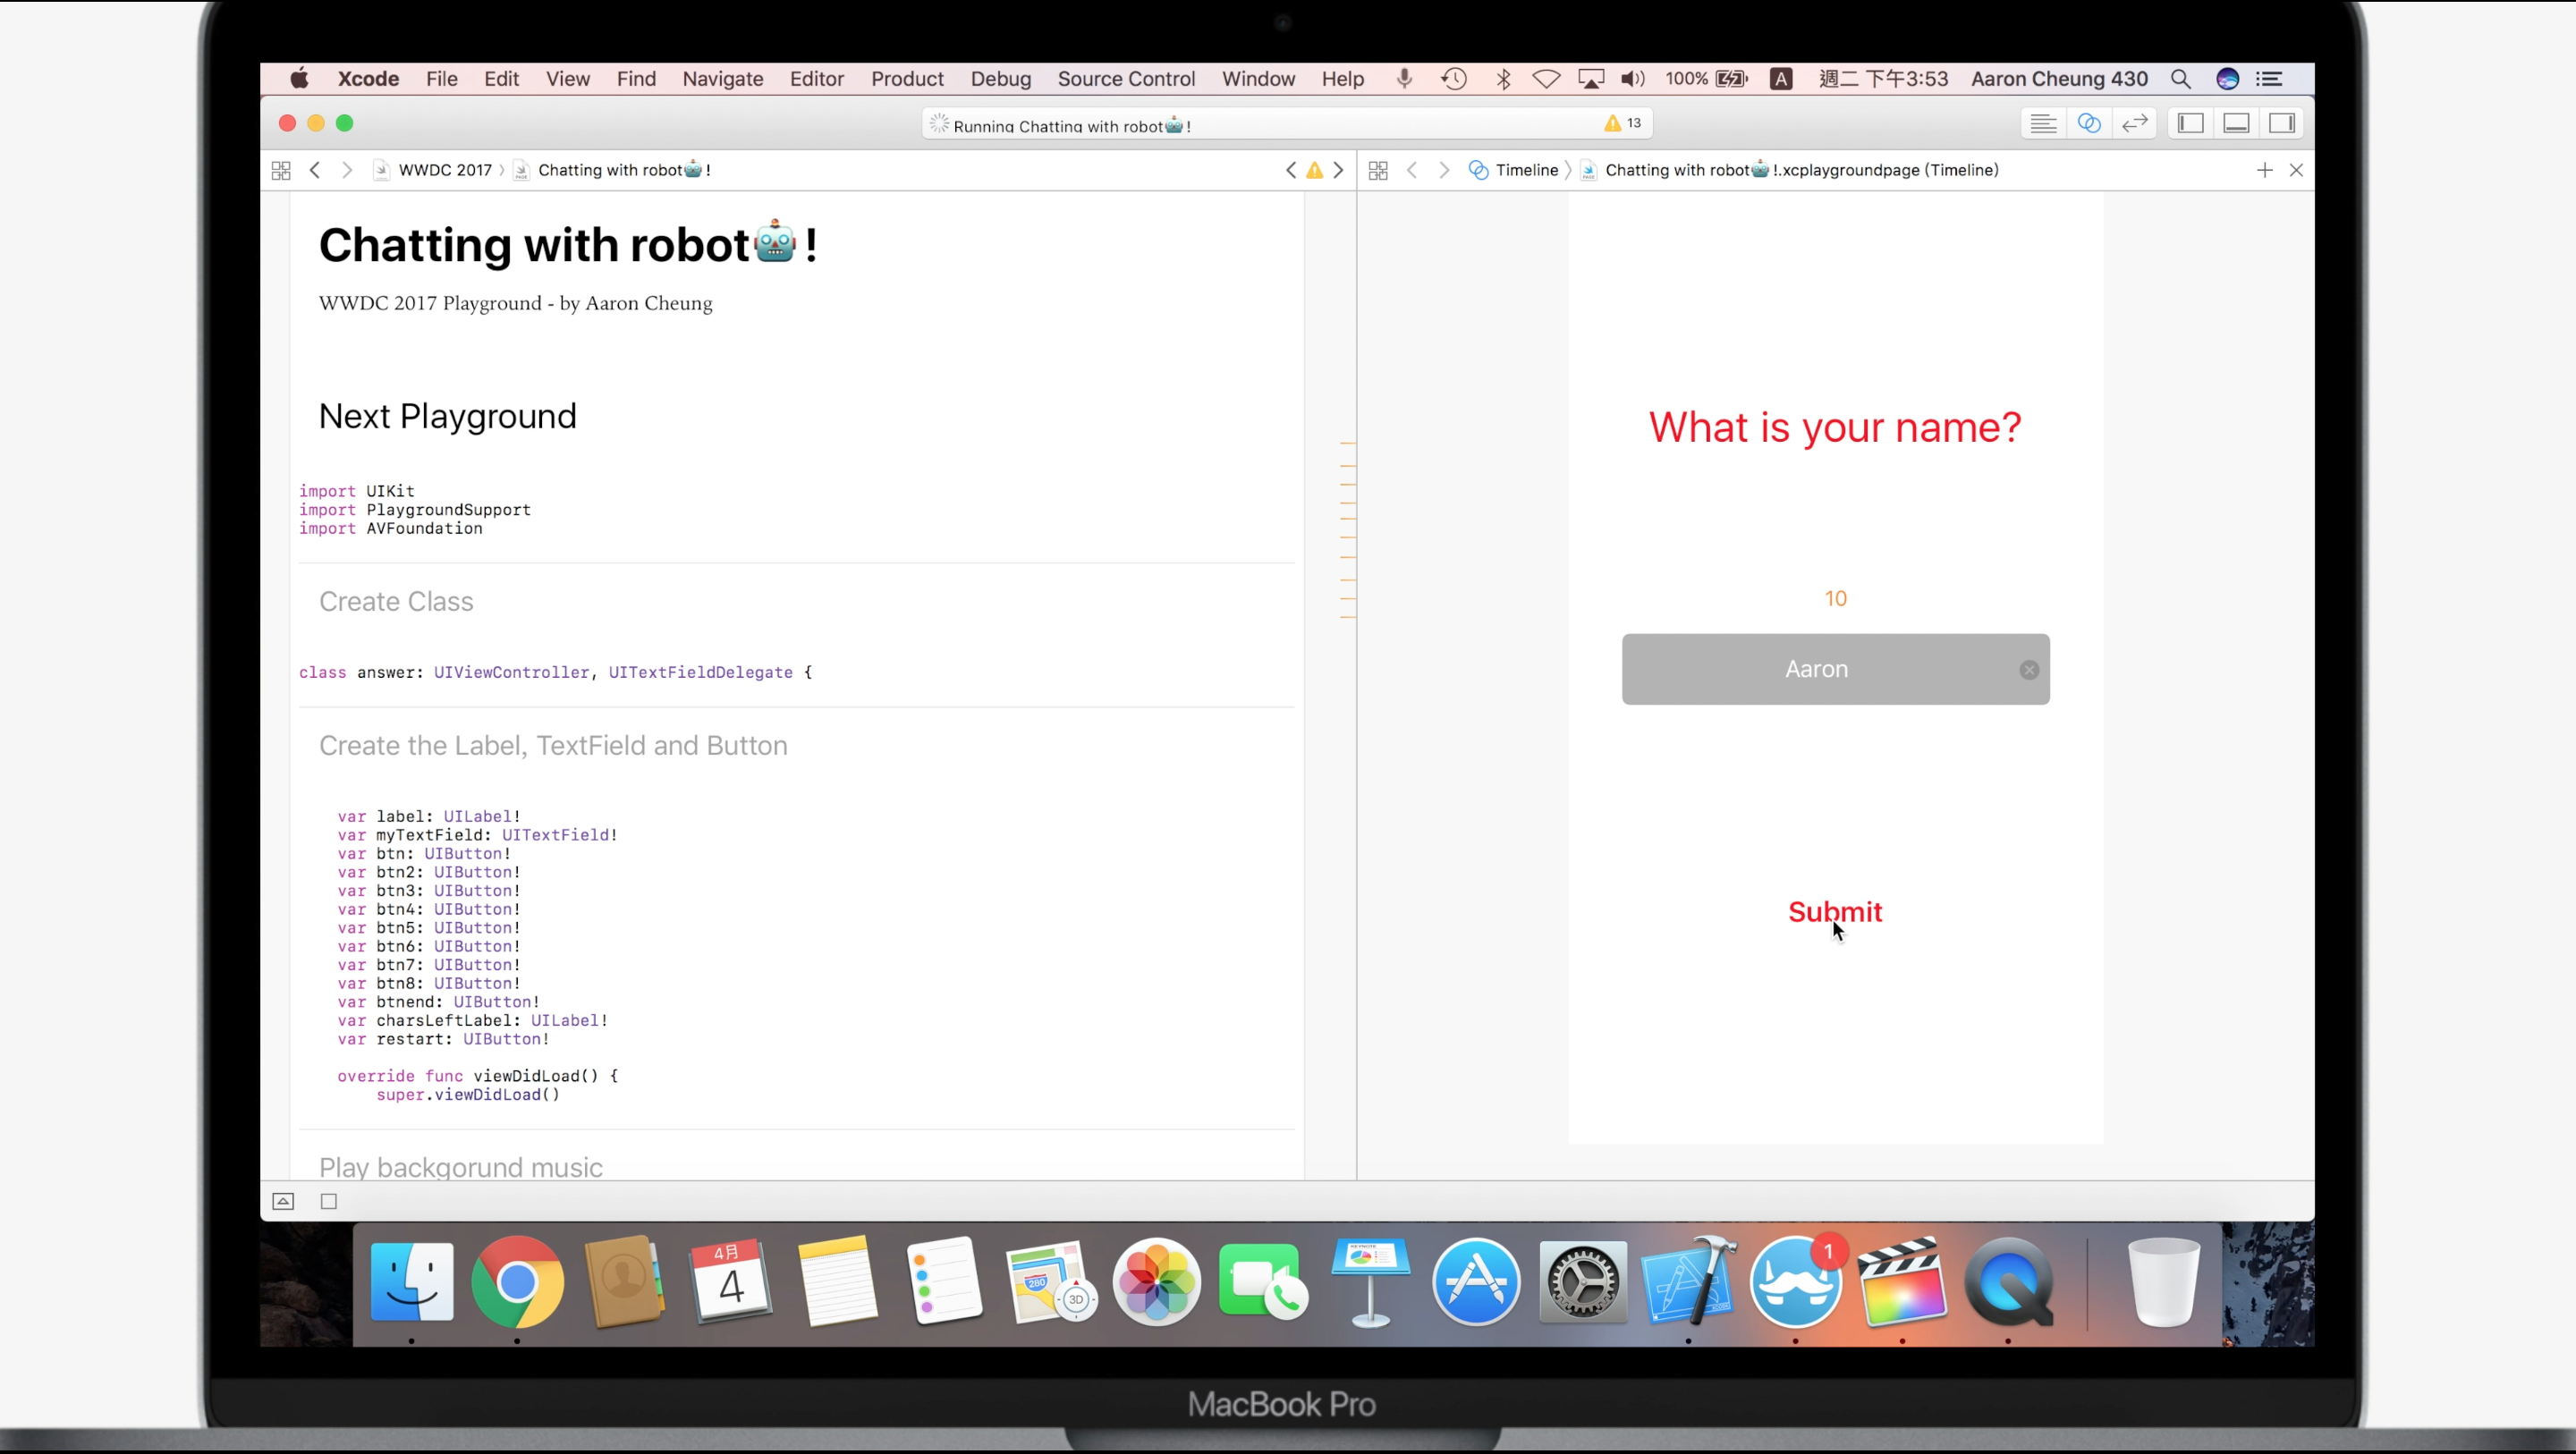 Xcode File Edit View Find Navigate Editor Product Debug Source Control Window Help 100% A 週二 下午3:53 Aaron Cheung 430
Running Chatting with robot🤖! 13
WWDC 2017 Chatting with robot🤖!
Timeline Chatting with robot🤖!.xcplaygroundpage (Timeline)
Chatting with robot🤖!
WWDC 2017 Playground - by Aaron Cheung
Next Playground
import UIKit
import PlaygroundSupport
import AVFoundation
Create Class
class answer: UIViewController, UITextFieldDelegate {
Create the Label, TextField and Button
var label: UILabel!
var myTextField: UITextField!
var btn: UIButton!
var btn2: UIButton!
var btn3: UIButton!
var btn4: UIButton!
var btn5: UIButton!
var btn6: UIButton!
var btn7: UIButton!
var btn8: UIButton!
var btnend: UIButton!
var charsLeftLabel: UILabel!
var restart: UIButton!
override func viewDidLoad() {
super.viewDidLoad()
Play backgorund music
What is your name?
10
Aaron
Submit
4月
4
280
3D
KEYNOTE
1
MacBook Pro